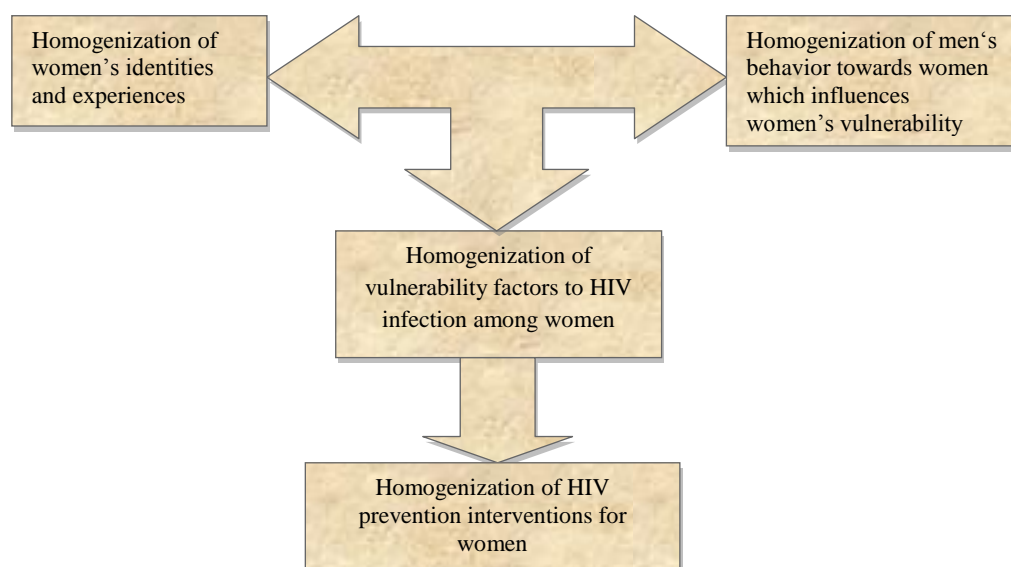 Homogenization of
women’s identities
and experiences
Homogenization of men‘s
behavior towards women
which influences
women’s vulnerability
Homogenization of
vulnerability factors to HIV
infection among women
Homogenization of HIV
prevention interventions for
women